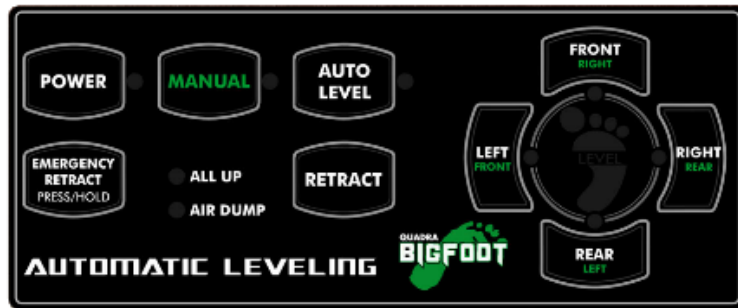 POWER
MANUAL
AUTO
LEVEL
EMERGENCY
RETRACT
PRESS/HOLD
ALL UP
AIR DUMP
RETRACT
AUTOMATIC LEVELING
QUADRA
BIGFOOT
FRONT
RIGHT
LEFT
FRONT
LEVEL
RIGHT
REAR
REAR
LEFT